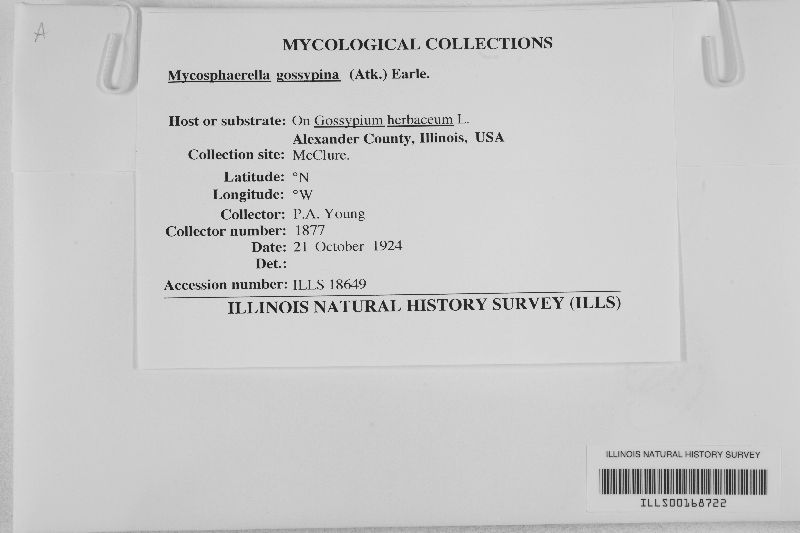 A
MYCOLOGICAL COLLECTIONS
Mycosphaerella gossypina (Atk.) Earle.
Host or substrate: On Gossypium herbaceum L.
Alexander County, Illinois, USA
Collection site: McClure.
Latitude: °N
Longitude: °W
Collector: P.A. Young
Collector number: 1877
Date: 21 October 1924
Det.:
Accession number: ILLS 18649
ILLINOIS NATURAL HISTORY SURVEY (ILLS)
ILLINOIS NATURAL HISTORY SURVEY
ILLS00168722